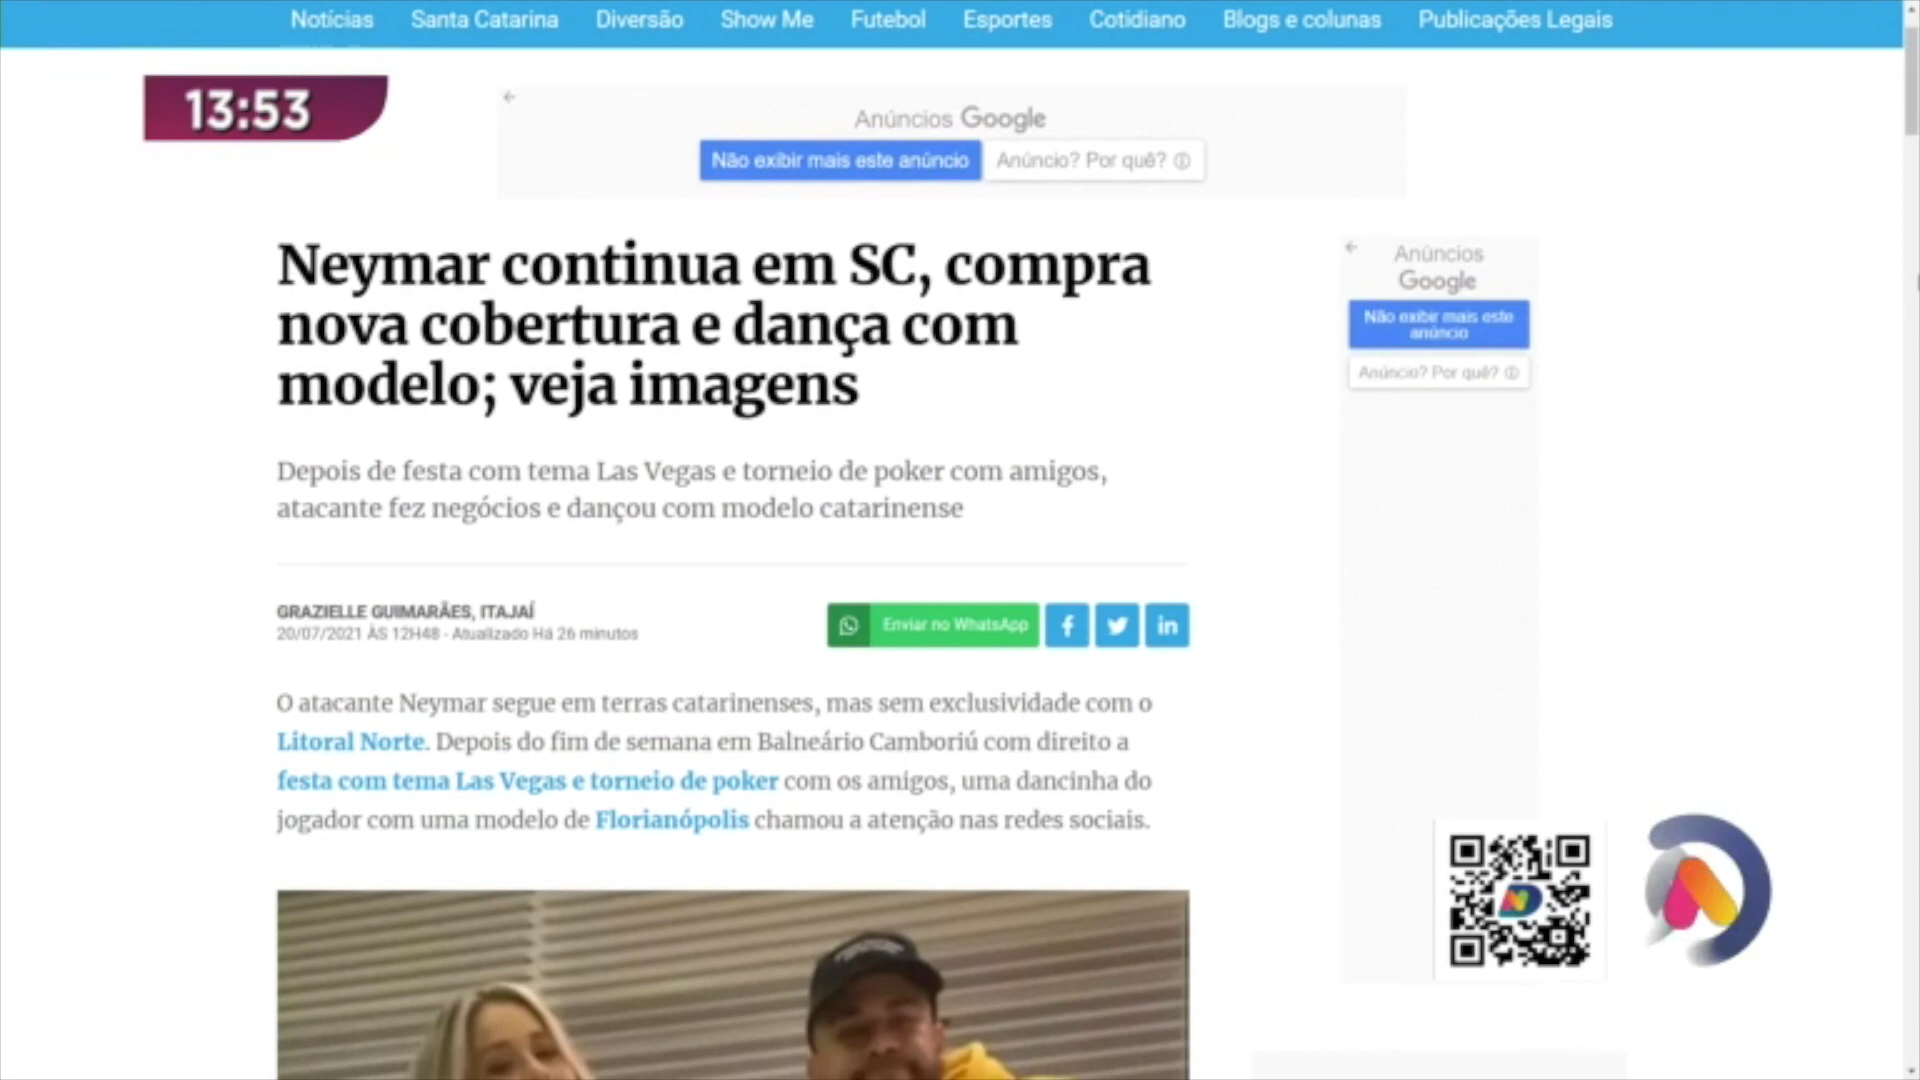 Notícias Santa Catarina Diversão Show Me Futebol Esportes Cotidiano Blogs e colunas Publicações Legais
13:53
Anúncios Google
Não exibir mais este anúncio Anúncio? Por quê?
Neymar continua em SC, compra
nova cobertura e dança com
modelo; veja imagens
Depois de festa com tema Las Vegas e torneio de poker com amigos,
atacante fez negócios e dançou com modelo catarinense
GRAZIELLE GUIMARÃES, ITAJAÍ
20/07/2021 ÀS 12H48 - Atualizado Há 26 minutos
Enviar no WhatsApp
O atacante Neymar segue em terras catarinenses, mas sem exclusividade com o
Litoral Norte. Depois do fim de semana em Balneário Camboriú com direito a
festa com tema Las Vegas e torneio de poker com os amigos, uma dancinha do
jogador com uma modelo de Florianópolis chamou a atenção nas redes sociais.
Anúncios
Google
Não exibir mais este
anúncio
Anúncio? Por quê?